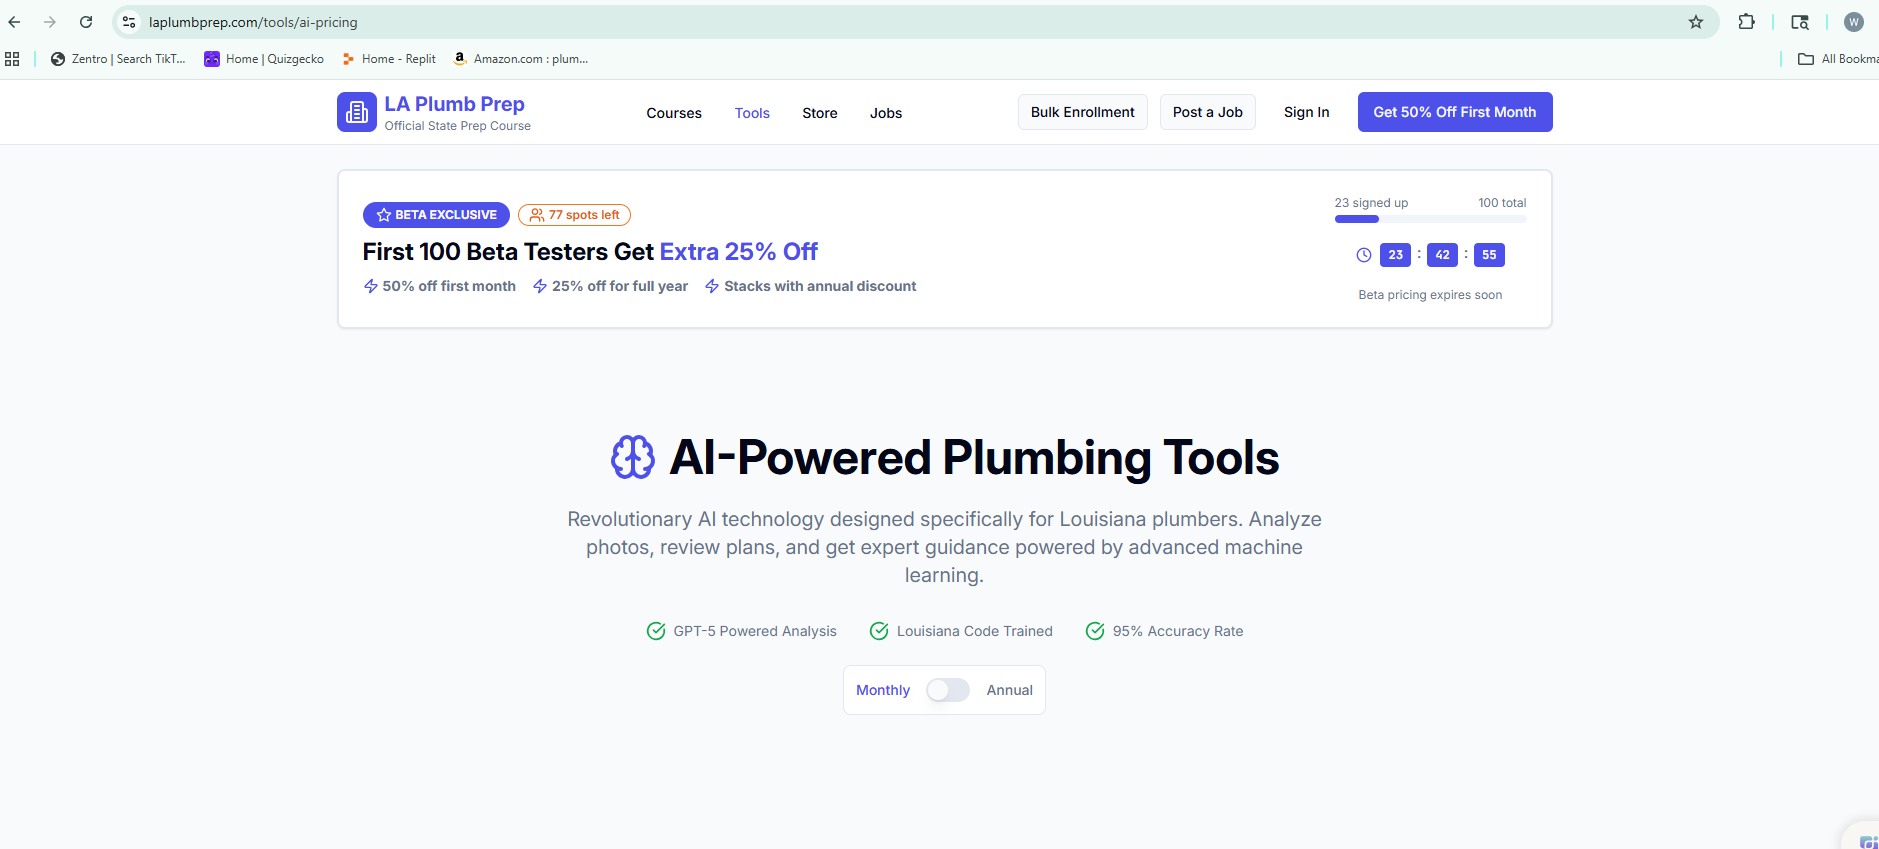 laplumbprep.com/tools/ai-pricing
W
Zentro | Search TikT...
Home | Quizgecko
Home - Replit
Amazon.com : plum...
All Bookma
LA Plumb Prep
Official State Prep Course
Courses
Tools
Store
Jobs
Bulk Enrollment
Post a Job
Sign In
Get 50% Off First Month
BETA EXCLUSIVE
77 spots left
First 100 Beta Testers Get Extra 25% Off
50% off first month
25% off for full year
Stacks with annual discount
23 signed up
100 total
23 : 42 : 55
Beta pricing expires soon
AI-Powered Plumbing Tools
Revolutionary AI technology designed specifically for Louisiana plumbers. Analyze
photos, review plans, and get expert guidance powered by advanced machine
learning.
GPT-5 Powered Analysis
Louisiana Code Trained
95% Accuracy Rate
Monthly
Annual